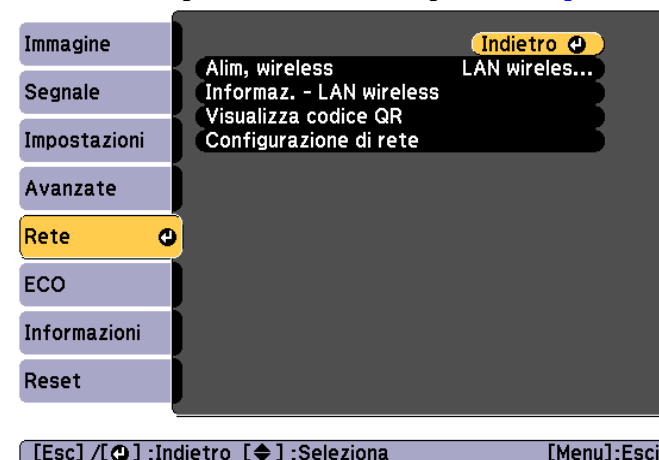 Immagine
Segnale
Impostazioni
Avanzate
Rete
ECO
Informazioni
Reset
Indietro
Alim, wireless LAN wireles...
Informaz. - LAN wireless
Visualizza codice QR
Configurazione di rete
[Esc] /[ ] :Indietro [ ] :Seleziona [Menu]:Esci